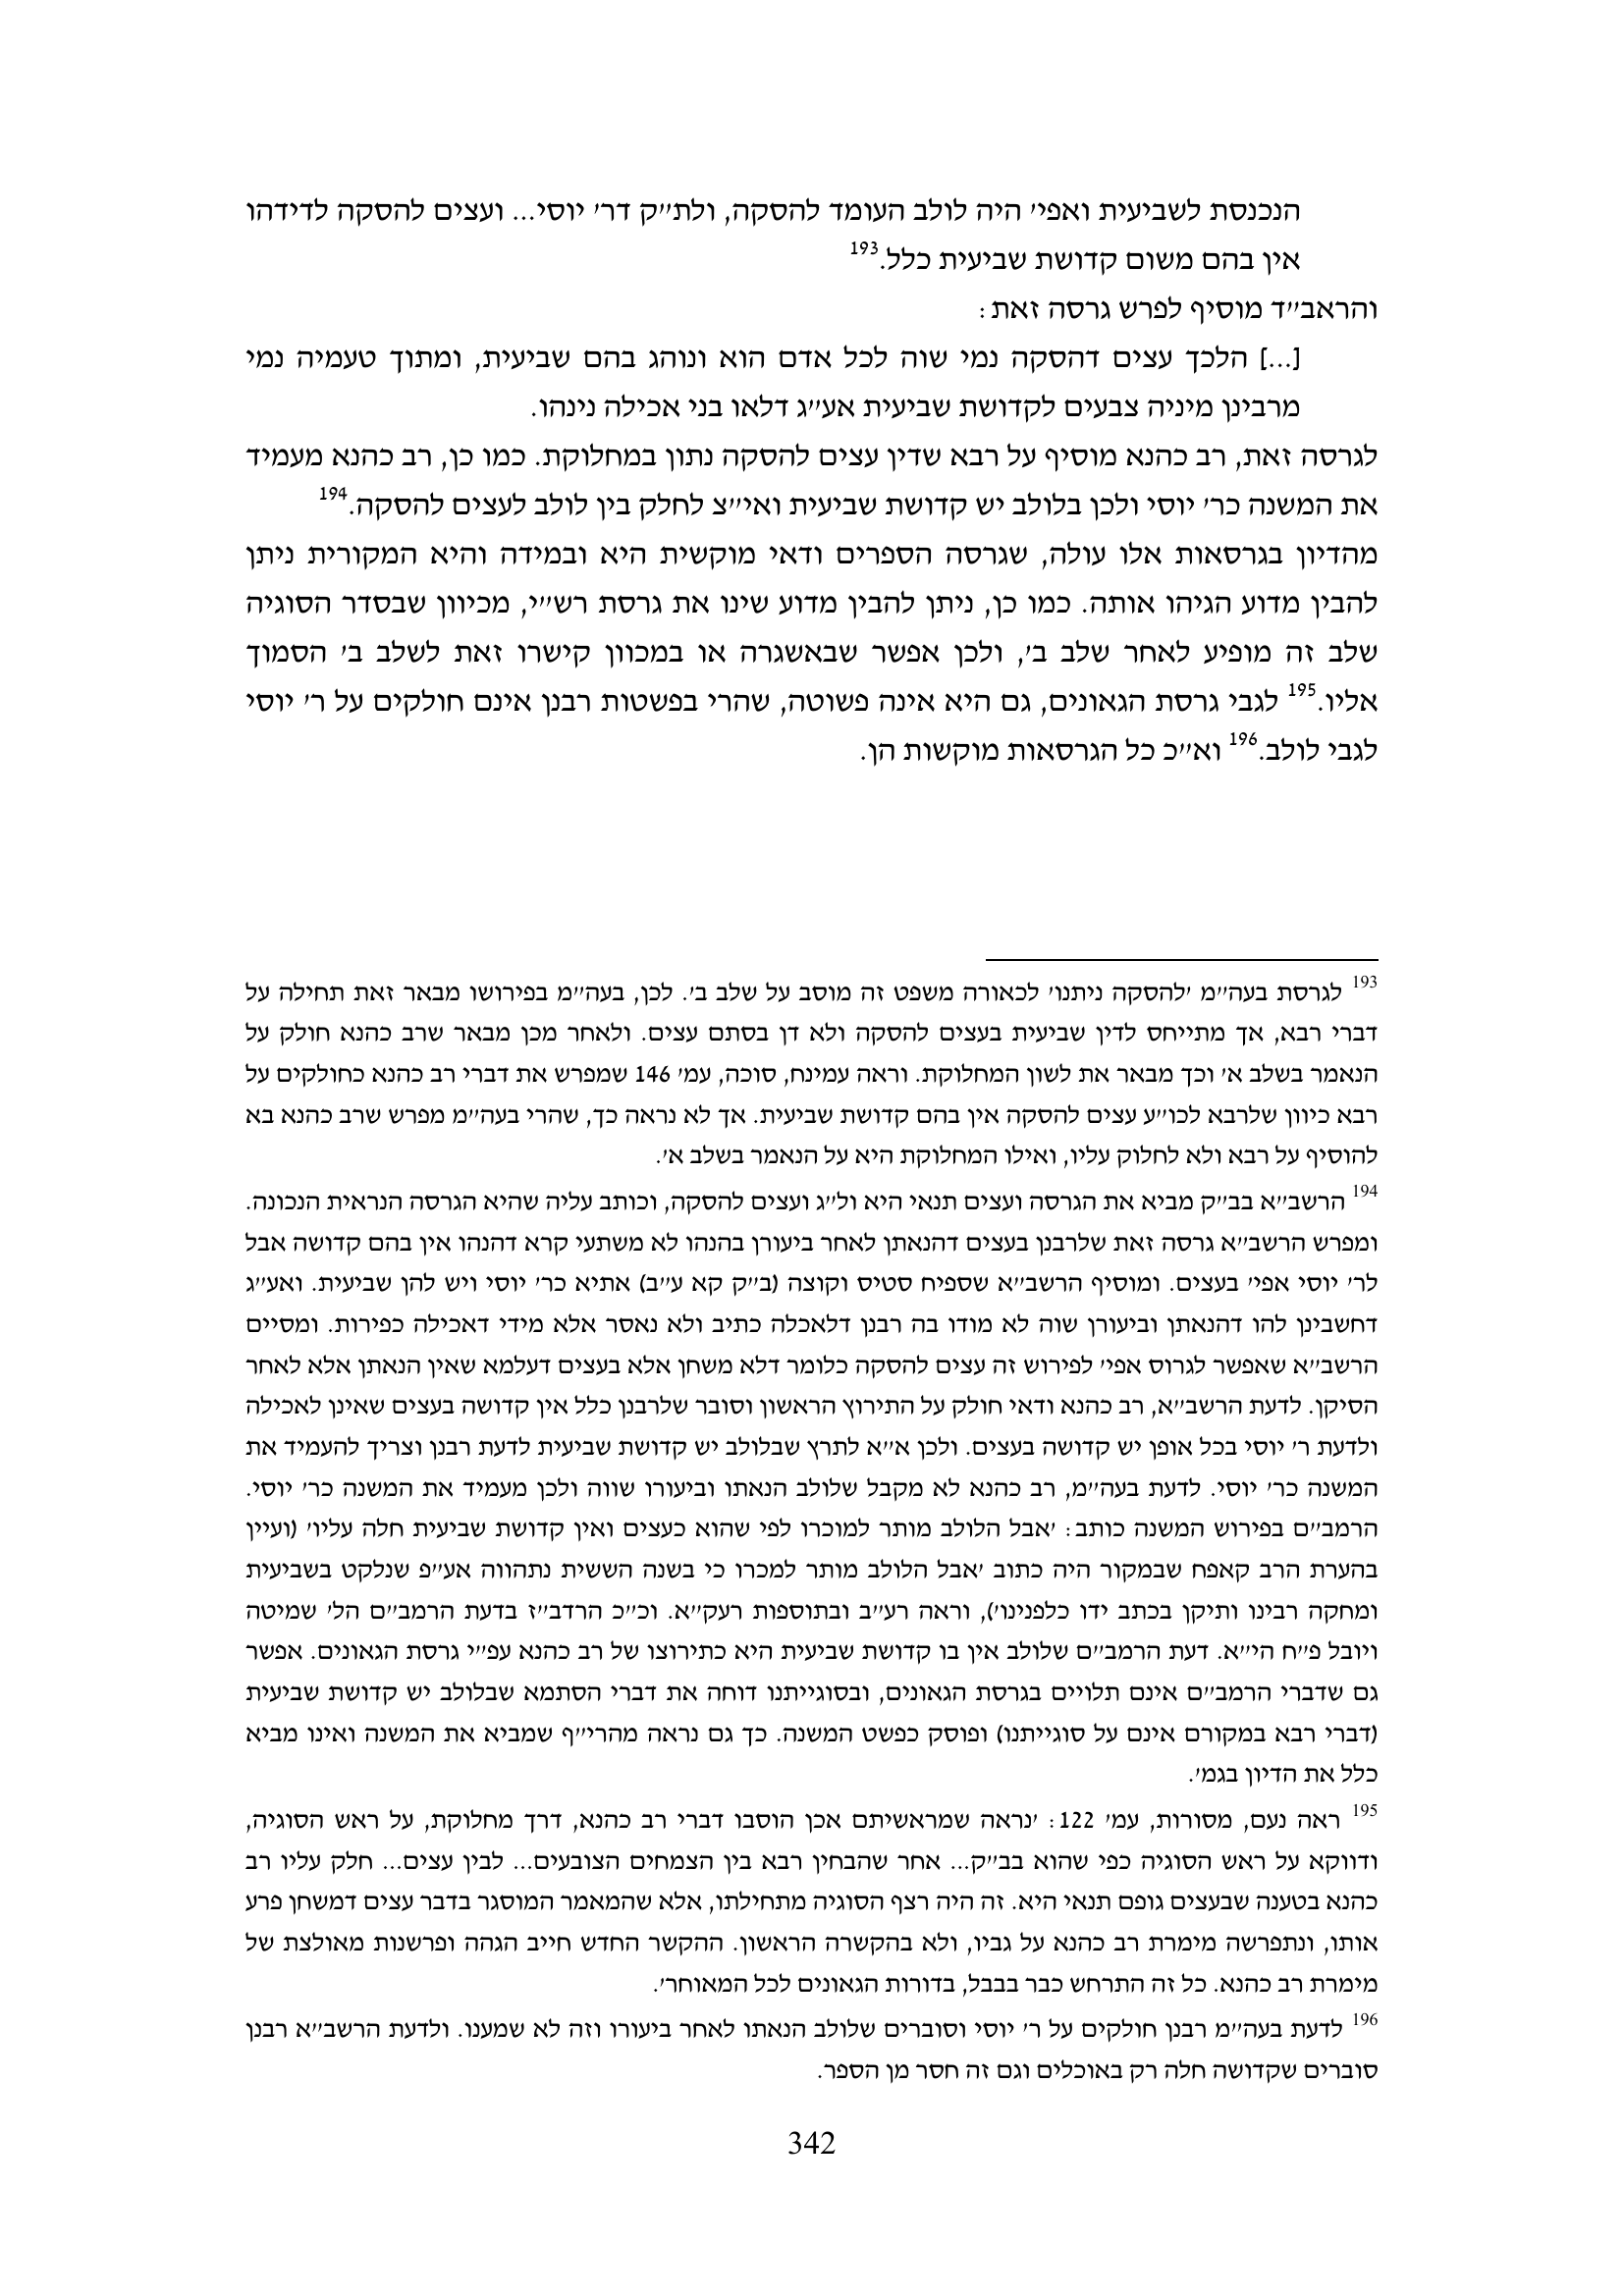 הנכנסת לשביעית ואפי' היה לולב העומד להסקה, ולת"ק דר' יוסי... ועצים להסקה לדידהו
אין בהם משום קדושת שביעית כלל.193
והראב"ד מוסיף לפרש גרסה זאת:
[...] הלכך עצים דהסקה נמי שוה לכל אדם הוא ונוהג בהם שביעית, ומתוך טעמיה נמי
מרבינן מיניה צבעים לקדושת שביעית אע"ג דלאו בני אכילה נינהו.
לגרסה זאת, רב כהנא מוסיף על רבא שדין עצים להסקה נתון במחלוקת. כמו כן, רב כהנא מעמיד
את המשנה כר' יוסי ולכן בלולב יש קדושת שביעית ואי"צ לחלק בין לולב לעצים להסקה.194
מהדיון בגרסאות אלו עולה, שגרסה הספרים ודאי מוקשית היא ובמידה והיא המקורית ניתן
להבין מדוע הגיהו אותה. כמו כן, ניתן להבין מדוע שינו את גרסת רש"י, מכיוון שבסדר הסוגיה
שלב זה מופיע לאחר שלב ב', ולכן אפשר שבאשגרה או במכוון קישרו זאת לשלב ב' הסמוך
אליו.195 לגבי גרסת הגאונים, גם היא אינה פשוטה, שהרי בפשטות רבנן אינם חולקים על ר' יוסי
לגבי לולב.196 וא"כ כל הגרסאות מוקשות הן.
193 לגרסת בעה"מ 'להסקה ניתנו' לכאורה משפט זה מוסב על שלב ב'. לכן, בעה"מ בפירושו מבאר זאת תחילה על
דברי רבא, אך מתייחס לדין שביעית בעצים להסקה ולא דן בסתם עצים. ולאחר מכן מבאר שרב כהנא חולק על
הנאמר בשלב א' וכך מבאר את לשון המחלוקת. וראה עמינח, סוכה, עמ' 146 שמפרש את דברי רב כהנא כחולקים על
רבא כיוון שלרבא לכו"ע עצים להסקה אין בהם קדושת שביעית. אך לא נראה כך, שהרי בעה"מ מפרש שרב כהנא בא
להוסיף על רבא ולא לחלוק עליו, ואילו המחלוקת היא על הנאמר בשלב א'.
194 הרשב"א בב"ק מביא את הגרסה ועצים תנאי היא ול"ג ועצים להסקה, וכותב עליה שהיא הגרסה הנראית הנכונה.
ומפרש הרשב"א גרסה זאת שלרבנן בעצים דהנאתן לאחר ביעורן בהנהו לא משתעי קרא דהנהו אין בהם קדושה אבל
לר' יוסי אפי' בעצים. ומוסיף הרשב"א שספיח סטיס וקוצה (ב"ק קא ע"ב) אתיא כר' יוסי ויש להן שביעית. ואע"ג
דחשבינן להו דהנאתן וביעורן שוה לא מודו בה רבנן דלאכלה כתיב ולא נאסר אלא מידי דאכילה כפירות. ומסיים
הרשב"א שאפשר לגרוס אפי' לפירוש זה עצים להסקה כלומר דלא משחן אלא בעצים דעלמא שאין הנאתן אלא לאחר
הסיקן. לדעת הרשב"א, רב כהנא ודאי חולק על התירוץ הראשון וסובר שלרבנן כלל אין קדושה בעצים שאינן לאכילה
ולדעת ר' יוסי בכל אופן יש קדושה בעצים. ולכן א"א לתרץ שבלולב יש קדושת שביעית לדעת רבנן וצריך להעמיד את
המשנה כר' יוסי. לדעת בעה"מ, רב כהנא לא מקבל שלולב הנאתו וביעורו שווה ולכן מעמיד את המשנה כר' יוסי.
הרמב"ם בפירוש המשנה כותב: 'אבל הלולב מותר למוכרו לפי שהוא כעצים ואין קדושת שביעית חלה עליו' (ועיין
בהערת הרב קאפח שבמקור היה כתוב 'אבל הלולב מותר למכרו כי בשנה הששית נתהווה אע"פ שנלקט בשביעית
ומחקה רבינו ותיקן בכתב ידו כלפנינו'), וראה רע"ב ובתוספות רעק"א. וכ"כ הרדב"ז בדעת הרמב"ם הל' שמיטה
ויובל פ"ח הי"א. דעת הרמב"ם שלולב אין בו קדושת שביעית היא כתירוצו של רב כהנא עפ"י גרסת הגאונים. אפשר
גם שדברי הרמב"ם אינם תלויים בגרסת הגאונים, ובסוגייתנו דוחה את דברי הסתמא שבלולב יש קדושת שביעית
(דברי רבא במקורם אינם על סוגייתנו) ופוסק כפשט המשנה. כך גם נראה מהרי"ף שמביא את המשנה ואינו מביא
כלל את הדיון בגמ'.
195 ראה נעם, מסורות, עמ' 122: 'נראה שמראשיתם אכן הוסבו דברי רב כהנא, דרך מחלוקת, על ראש הסוגיה,
ודווקא על ראש הסוגיה כפי שהוא בב"ק... אחר שהבחין רבא בין הצמחים הצובעים... לבין עצים... חלק עליו רב
כהנא בטענה שבעצים גופם תנאי היא. זה היה רצף הסוגיה מתחילתו, אלא שהמאמר המוסגר בדבר עצים דמשחן פרע
אותו, ונתפרשה מימרת רב כהנא על גביו, ולא בהקשרה הראשון. ההקשר החדש חייב הגהה ופרשנות מאולצת של
מימרת רב כהנא. כל זה התרחש כבר בבבל, בדורות הגאונים לכל המאוחר'.
196 לדעת בעה"מ רבנן חולקים על ר' יוסי וסוברים שלולב הנאתו לאחר ביעורו וזה לא שמענו. ולדעת הרשב"א רבנן
סוברים שקדושה חלה רק באוכלים וגם זה חסר מן הספר.
342